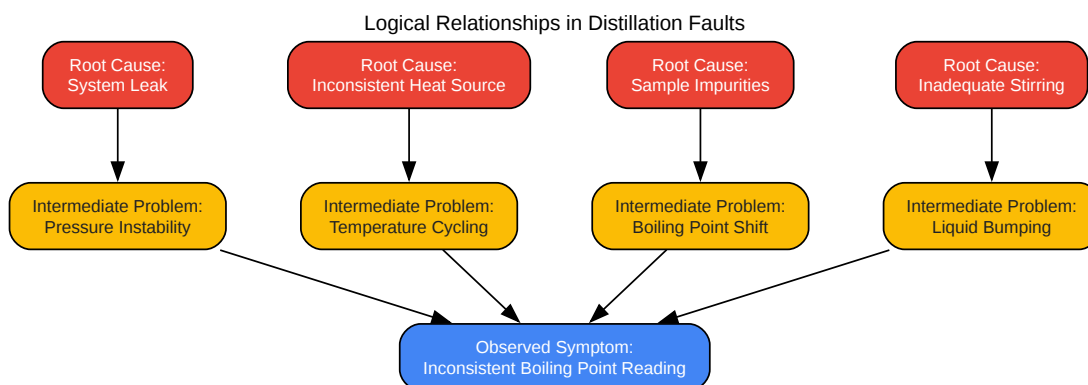 Logical Relationships in Distillation Faults
Root Cause:
System Leak
Root Cause:
Inconsistent Heat Source
Root Cause:
Sample Impurities
Root Cause:
Inadequate Stirring
Intermediate Problem:
Pressure Instability
Intermediate Problem:
Temperature Cycling
Intermediate Problem:
Boiling Point Shift
Intermediate Problem:
Liquid Bumping
Observed Symptom:
Inconsistent Boiling Point Reading